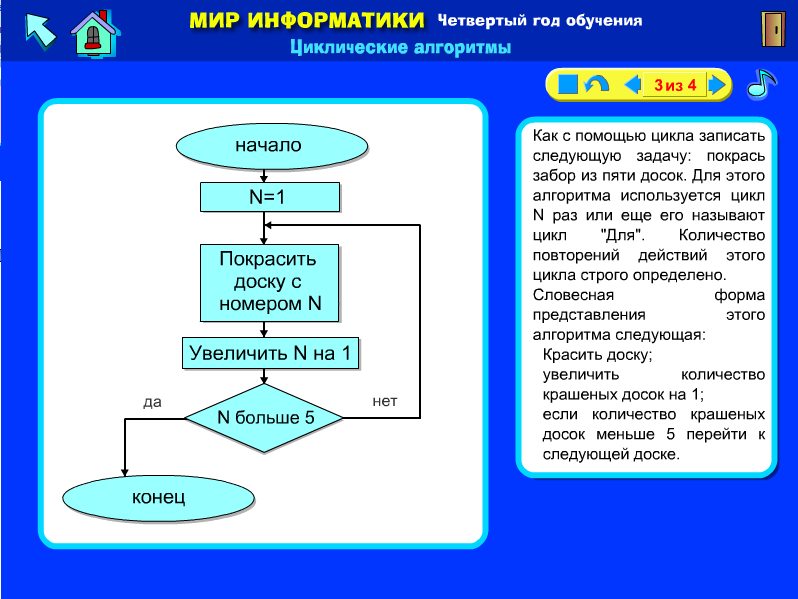 МИР ИНФОРМАТИКИ Четвертый год обучения
Циклические алгоритмы
3 из 4
начало
N=1
Покрасить
доску с
номером N
Увеличить N на 1
да
N больше 5
нет
конец
Как с помощью цикла записать
следующую задачу: покрась
забор из пяти досок. Для этого
алгоритма используется цикл
N раз или еще его называют
цикл "Для". Количество
повторений действий этого
цикла строго определено.
Словесная форма
представления этого
алгоритма следующая:
Красить доску;
увеличить количество
крашеных досок на 1;
если количество крашеных
досок меньше 5 перейти к
следующей доске.